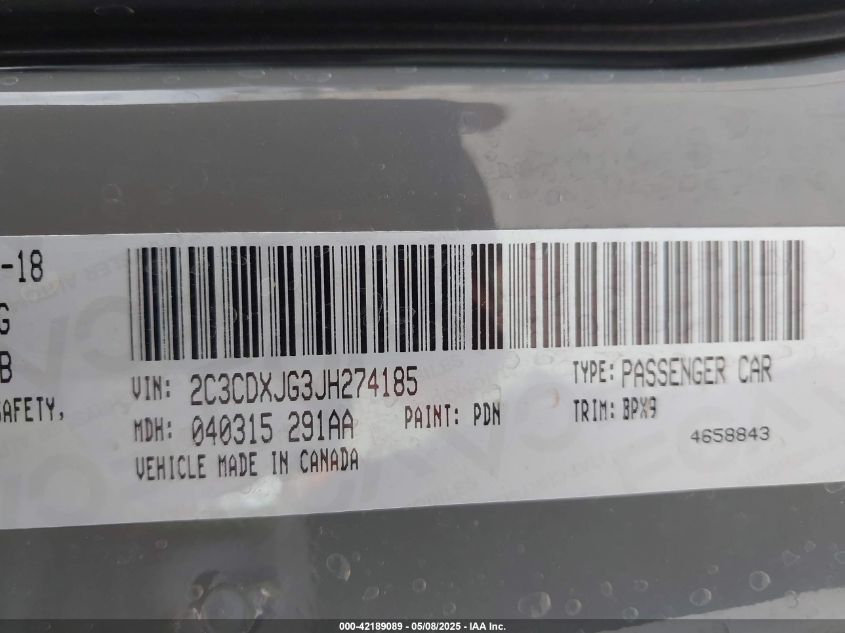 -18
G
B
SAFETY,
VIN: 2C3CDXJG3JH274185
TYPE: PASSENGER CAR
MDH: 040315 291AA
PAINT: PDN
TRIM: BPX9
4658843
VEHICLE MADE IN CANADA
000-42189089 - 05/08/2025 - IAA Inc.